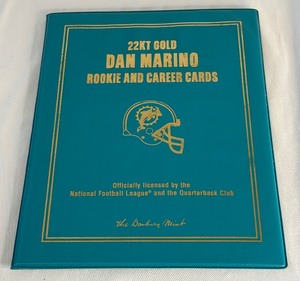 22KT GOLD
DAN MARINO
ROOKIE AND CAREER CARDS
Officially licensed by the
National Football League® and the Quarterback Club
The Danbury Mint